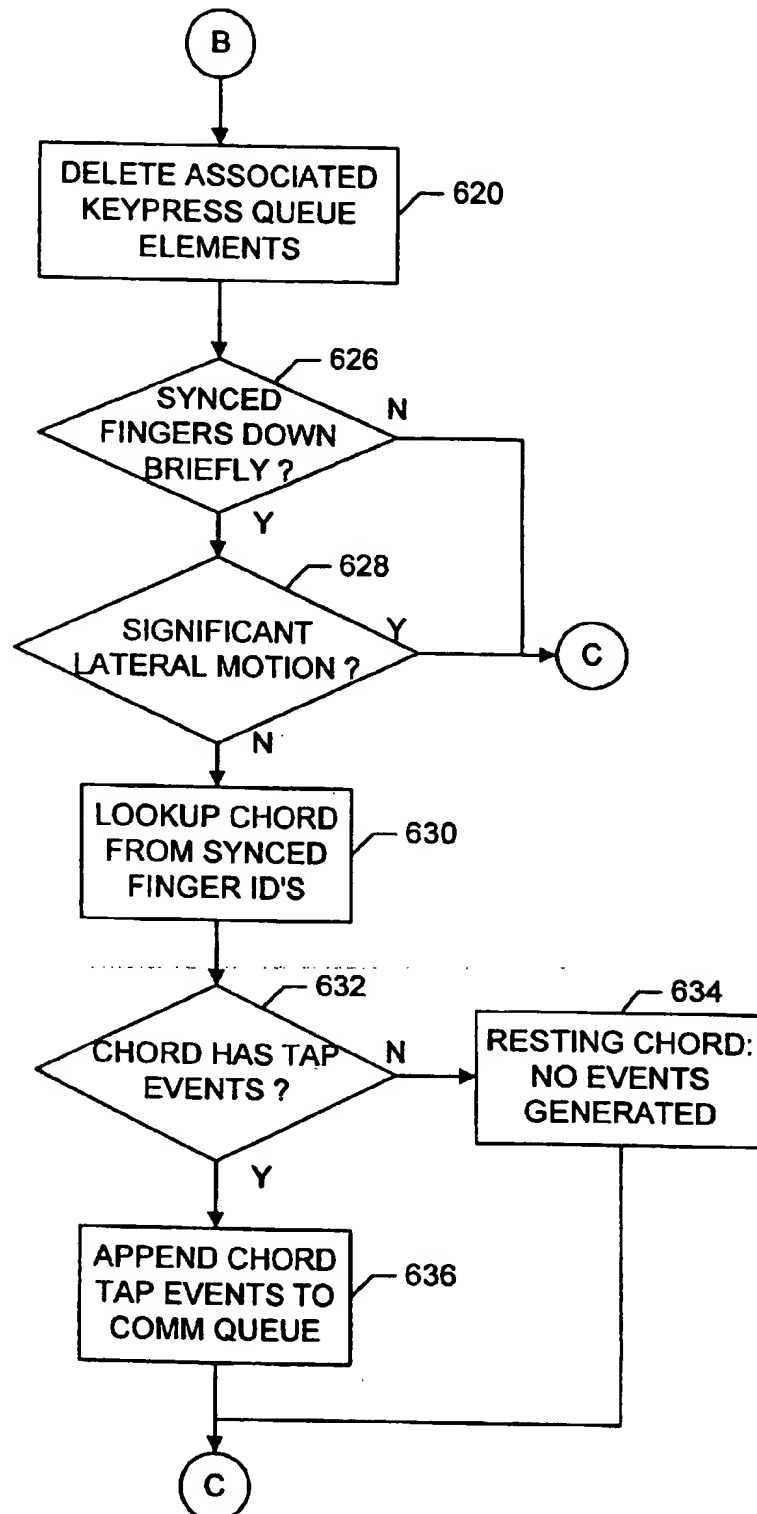 B
DELETE ASSOCIATED
KEYPRESS QUEUE
ELEMENTS
620
626
SYNCED
FINGERS DOWN
BRIEFLY ?
N
Y
628
SIGNIFICANT
LATERAL MOTION ?
Y
C
N
LOOKUP CHORD
FROM SYNCED
FINGER ID'S
630
632
CHORD HAS TAP
EVENTS ?
N
634
RESTING CHORD:
NO EVENTS
GENERATED
Y
APPEND CHORD
TAP EVENTS TO
COMM QUEUE
636
C